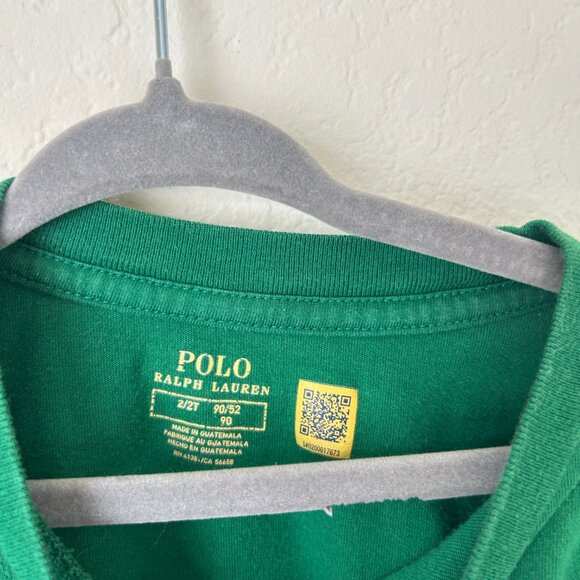 POLO
RALPH LAUREN
2/2T 90/52
90
MADE IN GUATEMALA
FABRIQUE AU GUATEMALA
HECHO EN GUATEMALA
RN 41381/CA 56658